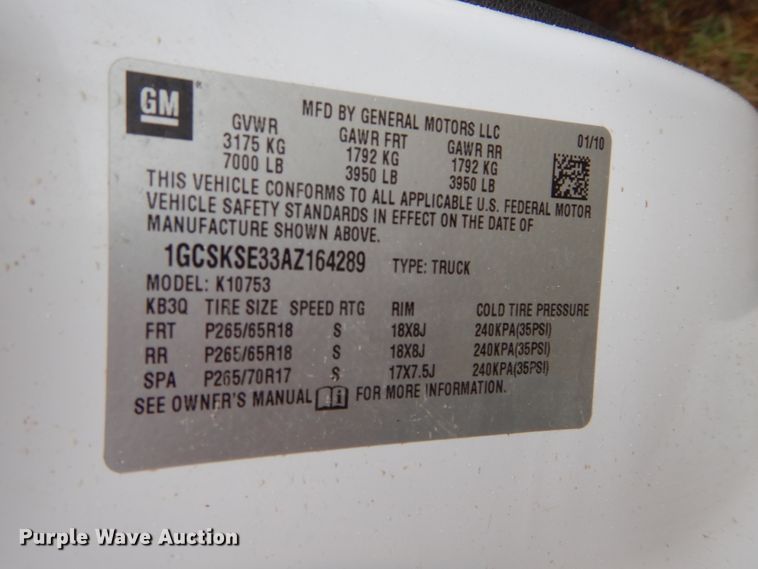 GM
MFD BY GENERAL MOTORS LLC
01/10
GVWR GAWR FRT GAWR RR
3175 KG 1792 KG 1792 KG
7000 LB 3950 LB 3950 LB
THIS VEHICLE CONFORMS TO ALL APPLICABLE U.S. FEDERAL MOTOR
VEHICLE SAFETY STANDARDS IN EFFECT ON THE DATE OF
MANUFACTURE SHOWN ABOVE.
1GCSKSE33AZ164289 TYPE: TRUCK
MODEL: K10753
KB3Q TIRE SIZE SPEED RTG RIM COLD TIRE PRESSURE
FRT P265/65R18 S 18X8J 240KPA(35PSI)
RR P265/65R18 S 18X8J 240KPA(35PSI)
SPA P265/70R17 S 17X7.5J 240KPA(35PSI)
SEE OWNER'S MANUAL FOR MORE INFORMATION.
Purple Wave Auction